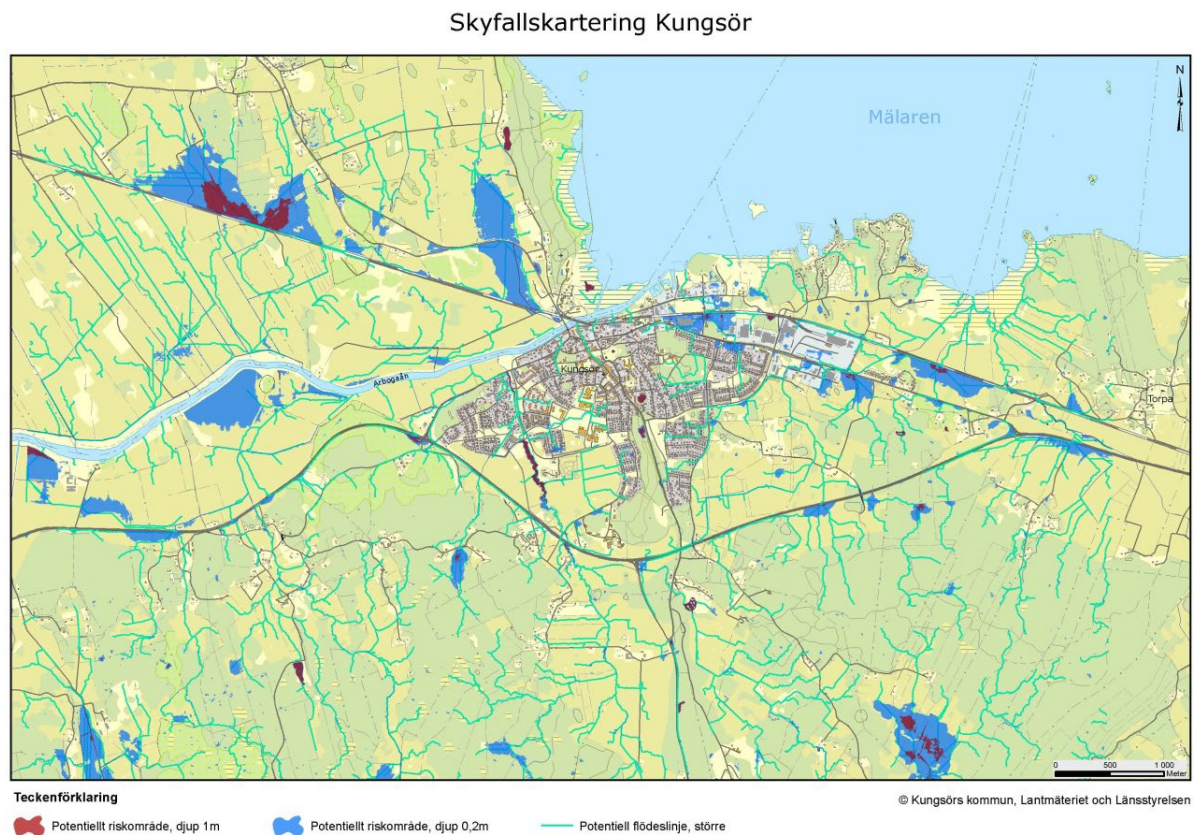 Skyfallskartering Kungsör
N
Mälaren
Arbogaån
Kungsör
Torpa
0 500 1 000
Meter
Teckenförklaring
© Kungsörs kommun, Lantmäteriet och Länsstyrelsen
Potentiellt riskområde, djup 1m
Potentiellt riskområde, djup 0,2m
Potentiell flödeslinje, större